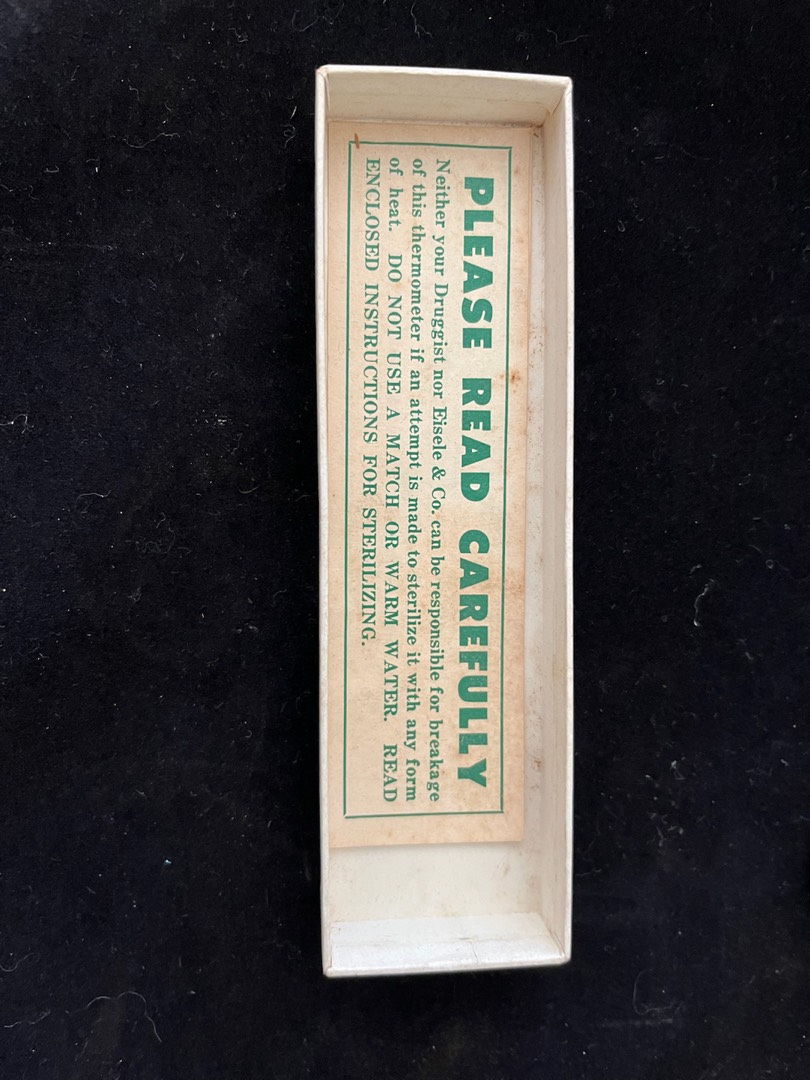 PLEASE READ CAREFULLY
Neither your Druggist nor Eisele & Co. can be responsible for breakage
of this thermometer if an attempt is made to sterilize it with any form
of heat. DO NOT USE A MATCH OR WARM WATER. READ
ENCLOSED INSTRUCTIONS FOR STERILIZING.